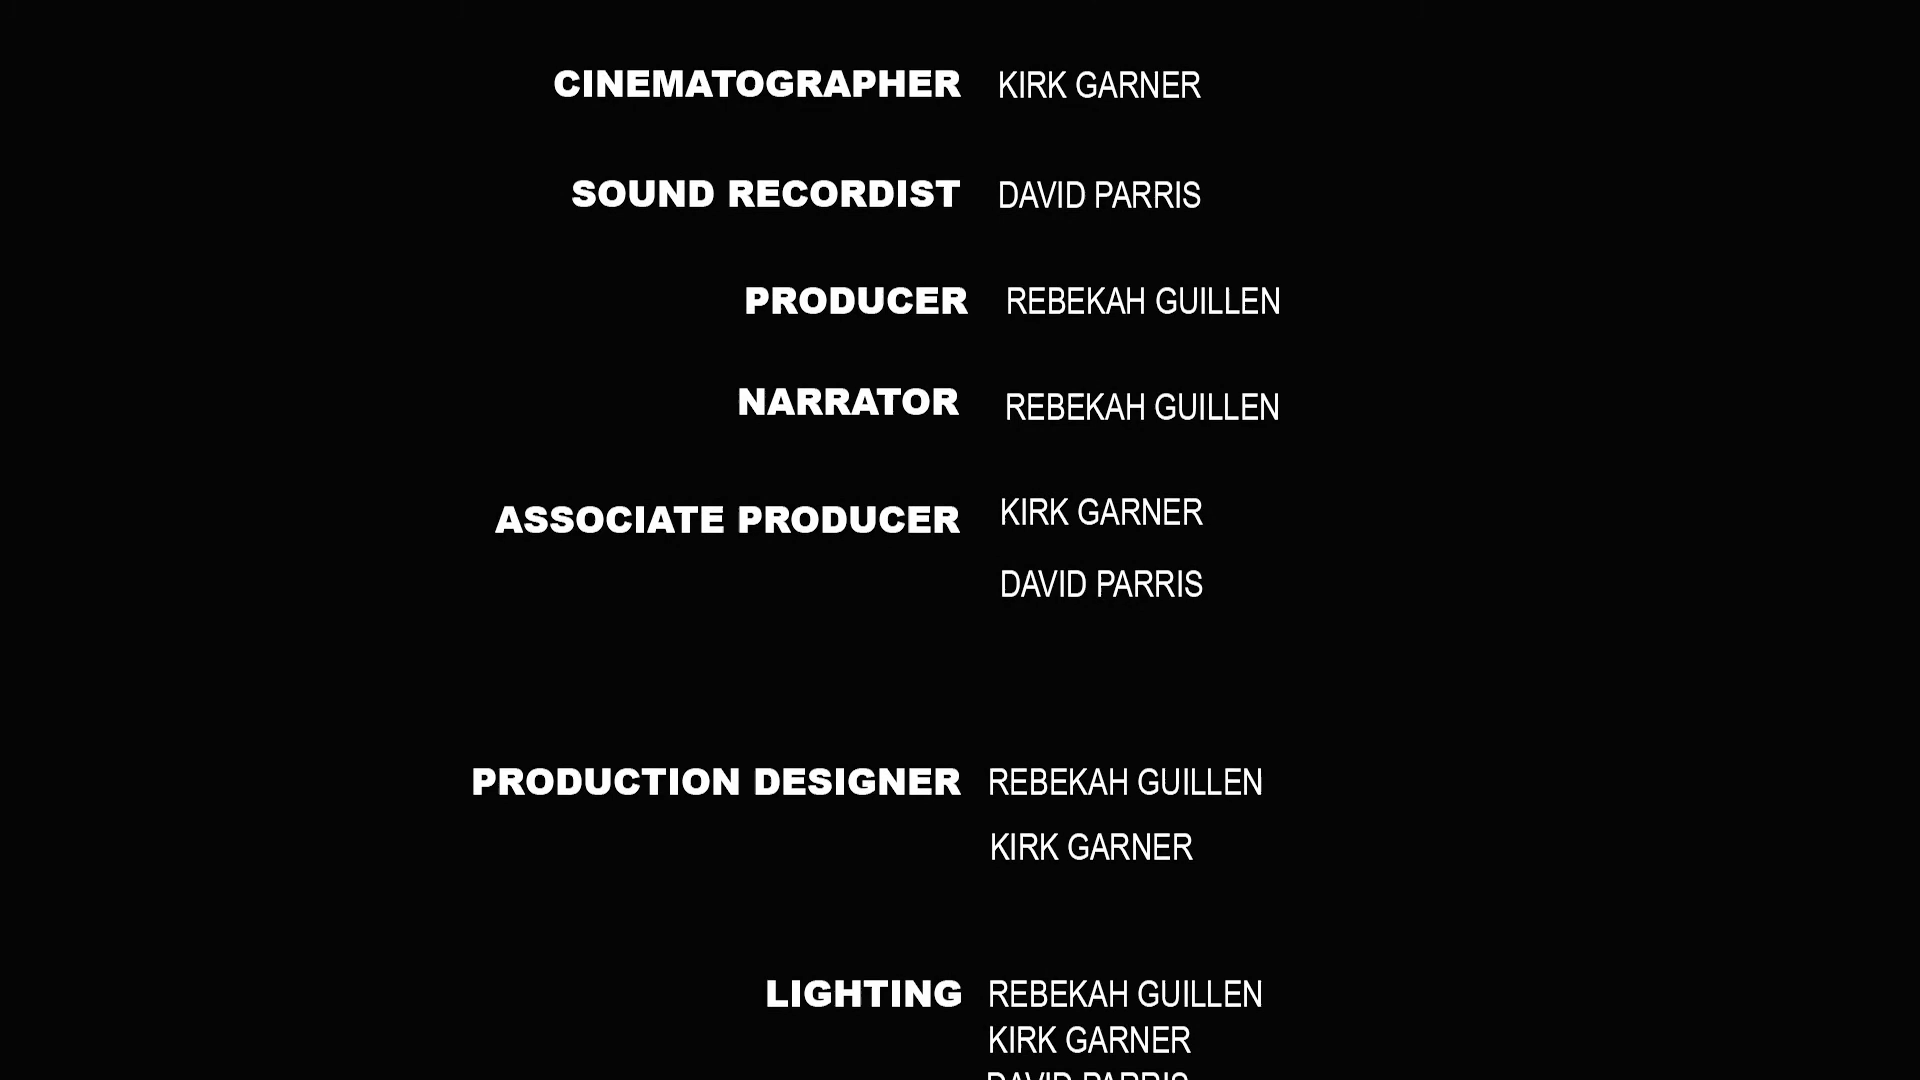 CINEMATOGRAPHER KIRK GARNER
SOUND RECORDIST DAVID PARRIS
PRODUCER REBEKAH GUILLEN
NARRATOR REBEKAH GUILLEN
ASSOCIATE PRODUCER KIRK GARNER
DAVID PARRIS
PRODUCTION DESIGNER REBEKAH GUILLEN
KIRK GARNER
LIGHTING REBEKAH GUILLEN
KIRK GARNER
DAVID PARRIS